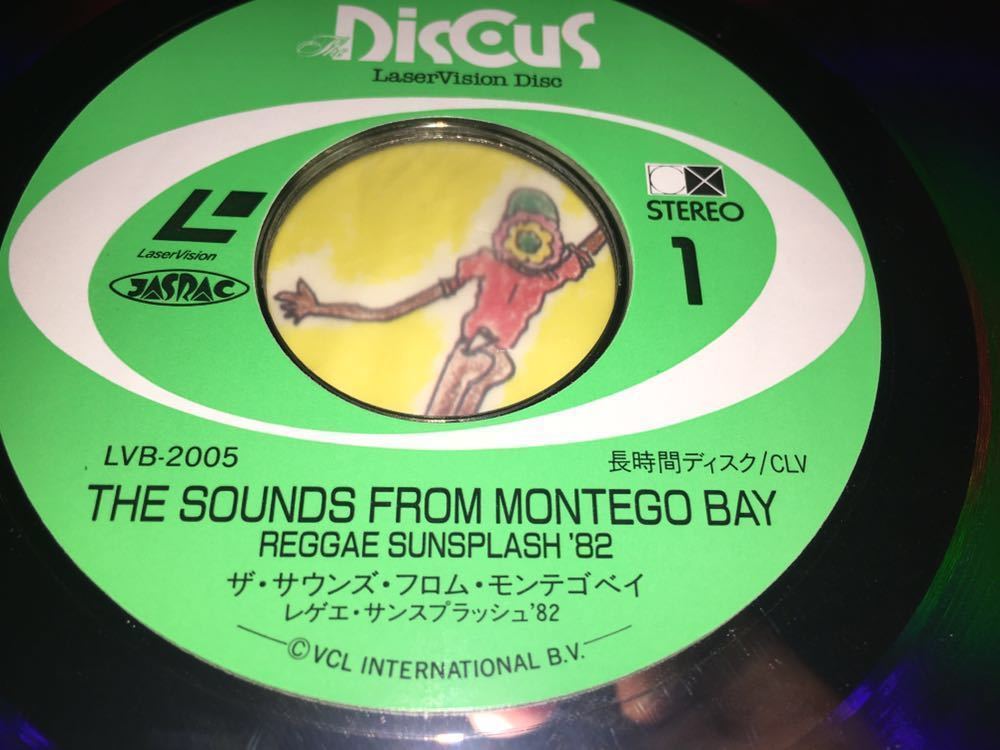 The DisCus
LaserVision Disc
LaserVision
JASRAC
STEREO
1
LVB-2005
長時間ディスク/CLV
THE SOUNDS FROM MONTEGO BAY
REGGAE SUNSPLASH '82
ザ・サウンズ・フロム・モンテゴベイ
レゲエ・サンスプラッシュ'82
©VCL INTERNATIONAL B.V.